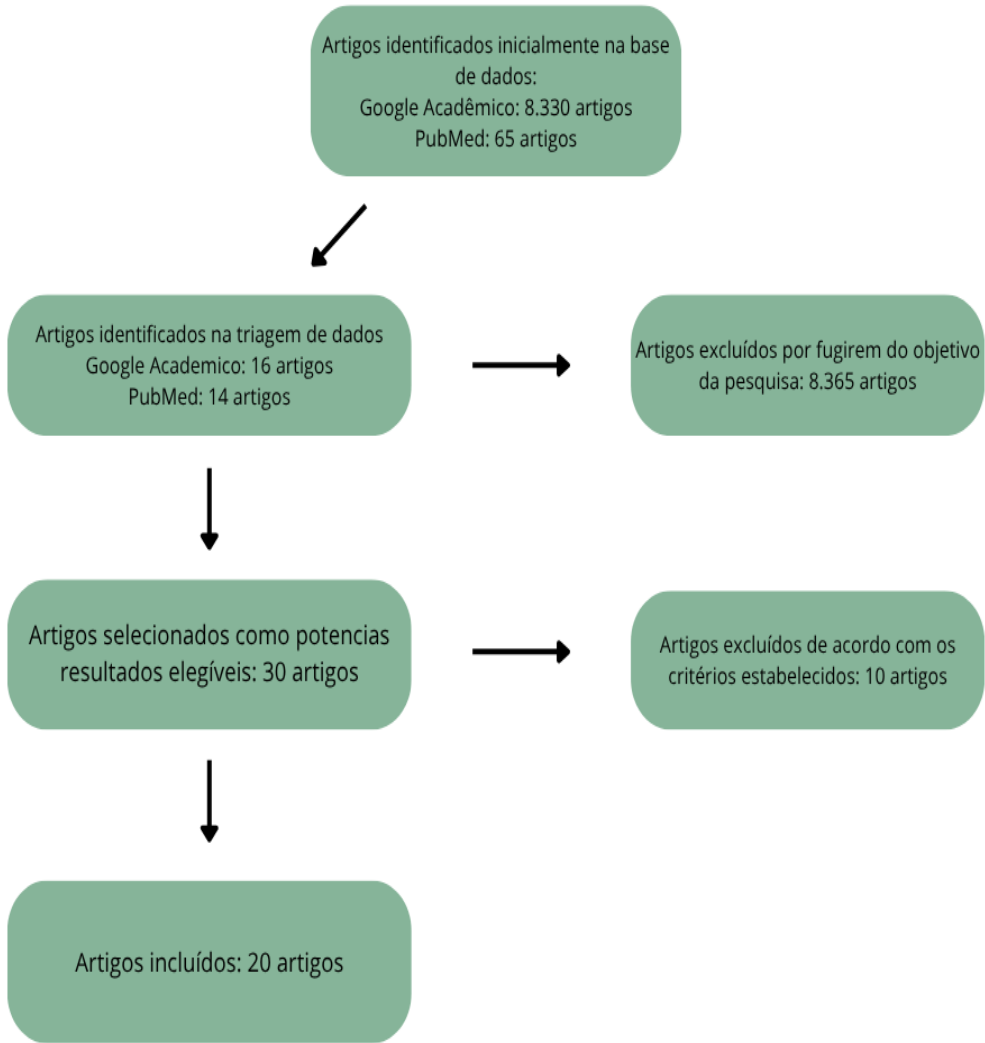 Artigos identificados inicialmente na base
de dados:
Google Acadêmico: 8.330 artigos
PubMed: 65 artigos
Artigos identificados na triagem de dados
Google Academico: 16 artigos
PubMed: 14 artigos
Artigos excluídos por fugirem do objetivo
da pesquisa: 8.365 artigos
Artigos selecionados como potencias
resultados elegíveis: 30 artigos
Artigos excluídos de acordo com os
critérios estabelecidos: 10 artigos
Artigos incluídos: 20 artigos